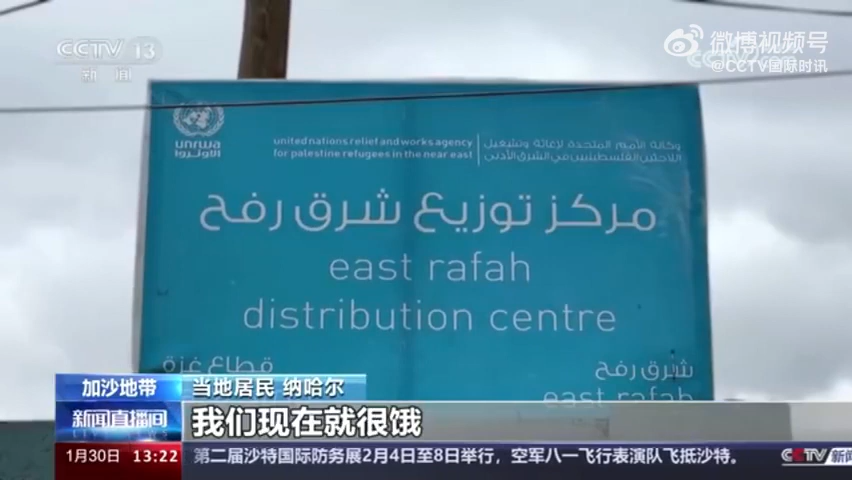 CCTV 13
新闻
微博视频号
@CCTV国际时讯
unrwa
الأونروا
united nations relief and works agency
for palestine refugees in the near east
وكالة الأمم المتحدة لإغاثة وتشغيل
اللاجئين الفلسطينيين في الشرق الأدنى
مركز توزيع شرق رفح
east rafah
distribution centre
قطاع غزة
شرق رفح
east rafah
加沙地带
当地居民 纳哈尔
新闻直播间
我们现在就很饿
1月30日 13:22
第二届沙特国际防务展2月4日至8日举行，空军八一飞行表演队飞抵沙特。
CCTV 新闻